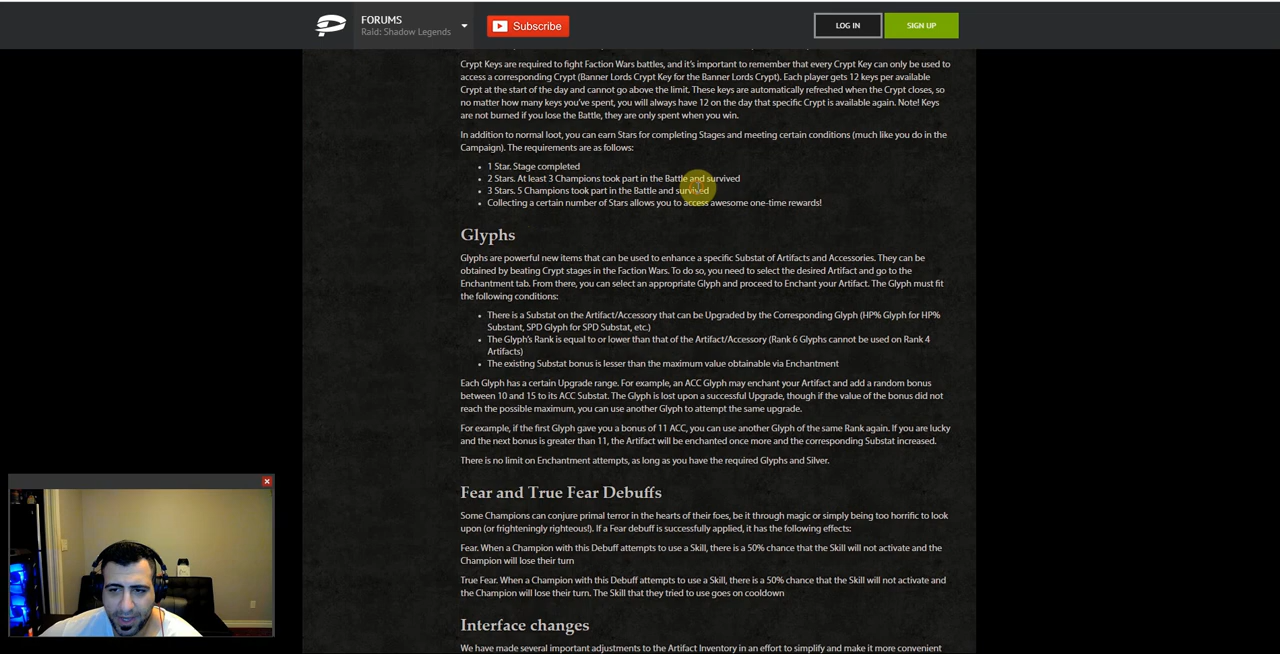 FORUMS
Raid: Shadow Legends
Subscribe
LOG IN
SIGN UP
Crypt Keys are required to fight Faction Wars battles, and it's important to remember that every Crypt Key can only be used to
access a corresponding Crypt (Banner Lords Crypt Key for the Banner Lords Crypt). Each player gets 12 keys per available
Crypt at the start of the day and cannot go above the limit. These keys are automatically refreshed when the Crypt closes, so
no matter how many keys you've spent, you will always have 12 on the day that specific Crypt is available again. Note! Keys
are not burned if you lose the Battle, they are only spent when you win.
In addition to normal loot, you can earn Stars for completing Stages and meeting certain conditions (much like you do in the
Campaign). The requirements are as follows:
• 1 Star. Stage completed
• 2 Stars. At least 3 Champions took part in the Battle and survived
• 3 Stars. 5 Champions took part in the Battle and survived
• Collecting a certain number of Stars allows you to access awesome one-time rewards!
Glyphs
Glyphs are powerful new items that can be used to enhance a specific Substat of Artifacts and Accessories. They can be
obtained by beating Crypt stages in the Faction Wars. To do so, you need to select the desired Artifact and go to the
Enchantment tab. From there, you can select an appropriate Glyph and proceed to Enchant your Artifact. The Glyph must fit
the following conditions:
• There is a Substat on the Artifact/Accessory that can be Upgraded by the Corresponding Glyph (HP% Glyph for HP%
Substant, SPD Glyph for SPD Substat, etc.)
• The Glyph's Rank is equal to or lower than that of the Artifact/Accessory (Rank 6 Glyphs cannot be used on Rank 4
Artifacts)
• The existing Substat bonus is lesser than the maximum value obtainable via Enchantment
Each Glyph has a certain Upgrade range. For example, an ACC Glyph may enchant your Artifact and add a random bonus
between 10 and 15 to its ACC Substat. The Glyph is lost upon a successful Upgrade, though if the value of the bonus did not
reach the possible maximum, you can use another Glyph to attempt the same upgrade.
For example, if the first Glyph gave you a bonus of 11 ACC, you can use another Glyph of the same Rank again. If you are lucky
and the next bonus is greater than 11, the Artifact will be enchanted once more and the corresponding Substat increased.
There is no limit on Enchantment attempts, as long as you have the required Glyphs and Silver.
Fear and True Fear Debuffs
Some Champions can conjure primal terror in the hearts of their foes, be it through magic or simply being too horrific to look
upon (or frighteningly righteous!). If a Fear debuff is successfully applied, it has the following effects:
Fear. When a Champion with this Debuff attempts to use a Skill, there is a 50% chance that the Skill will not activate and the
Champion will lose their turn
True Fear. When a Champion with this Debuff attempts to use a Skill, there is a 50% chance that the Skill will not activate and
the Champion will lose their turn. The Skill that they tried to use goes on cooldown
Interface changes
We have made several important adjustments to the Artifact Inventory in an effort to simplify and make it more convenient